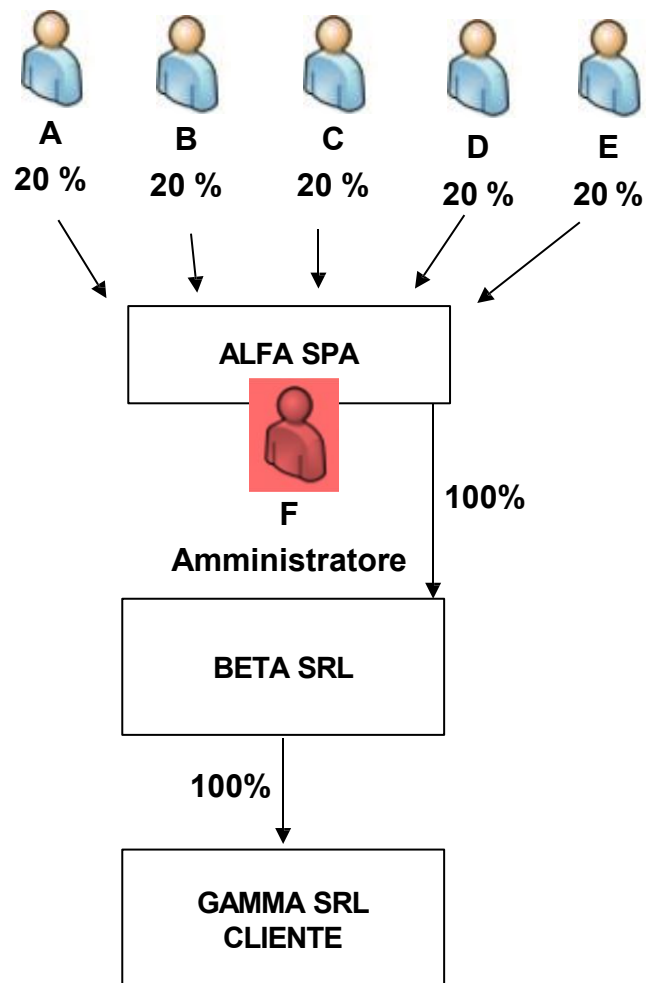 A
B
C
D
E
20 %
20 %
20 %
20 %
20 %
ALFA SPA
F
100%
Amministratore
BETA SRL
100%
GAMMA SRL
CLIENTE